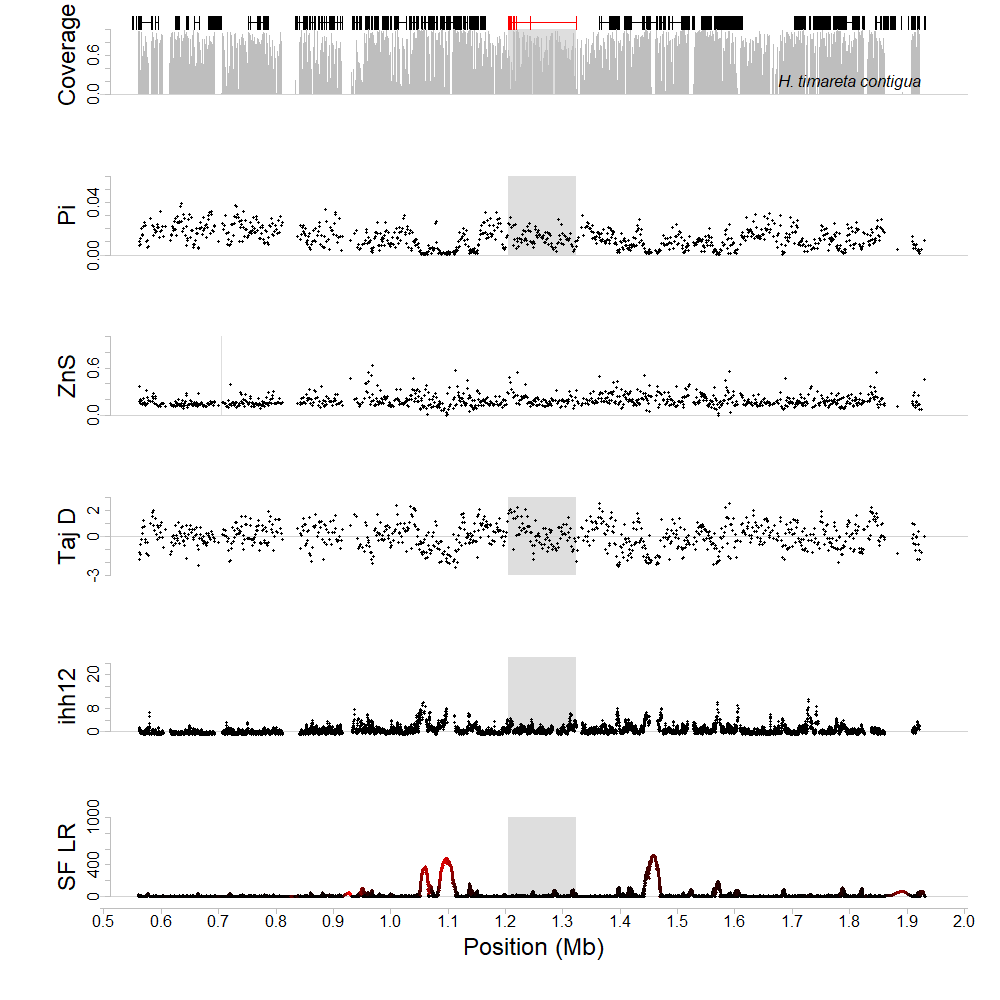 Coverage
0.6
0.0
H. timareta contigua
Pi
0.04
0.00
ZnS
0.6
0.0
Taj D
2
0
-3
ihh12
20
8
0
SF LR
1000
400
0
0.5 0.6 0.7 0.8 0.9 1.0 1.1 1.2 1.3 1.4 1.5 1.6 1.7 1.8 1.9 2.0
Position (Mb)